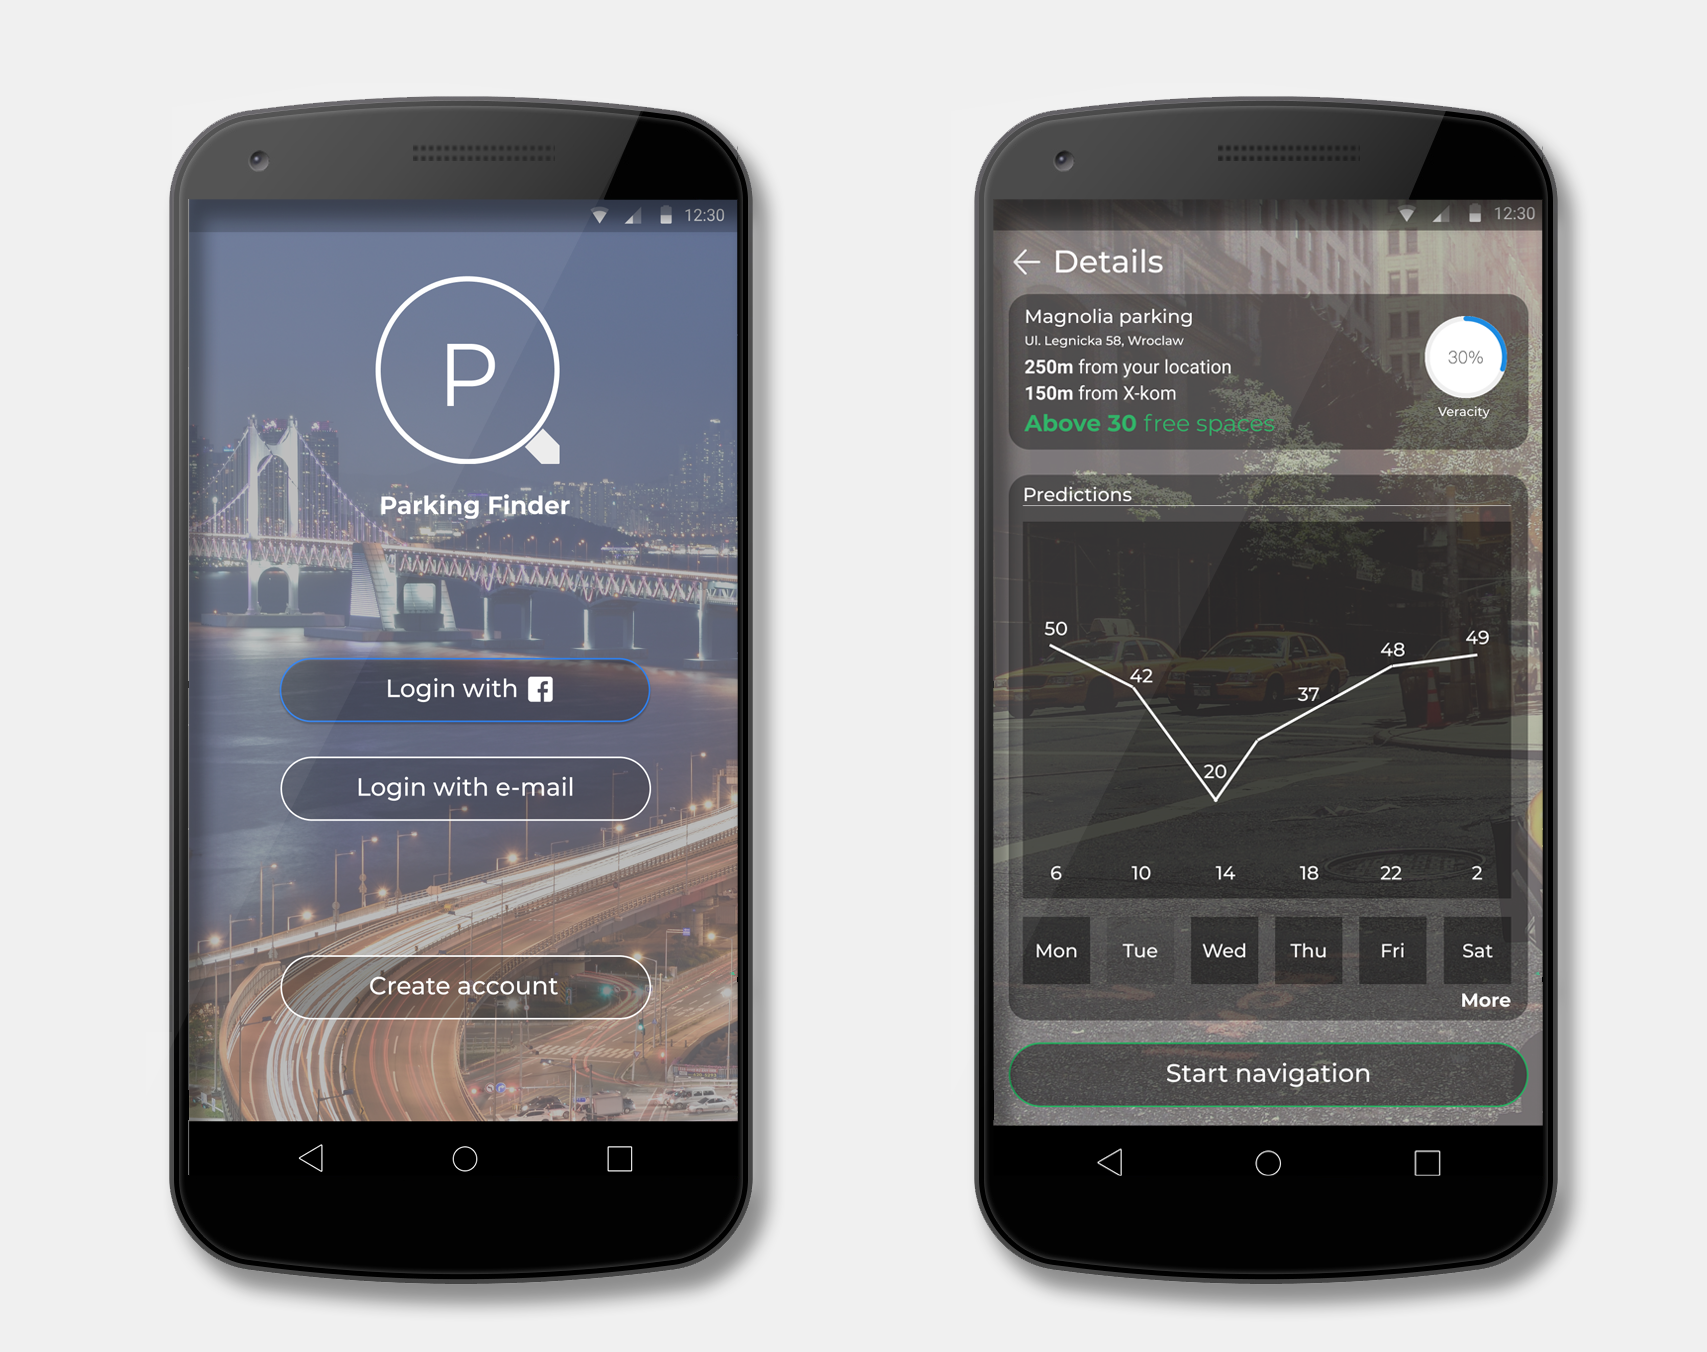 12:30
P
Parking Finder
Login with f
Login with e-mail
Create account
12:30
Details
Magnolia parking
Ul. Legnicka 58, Wroclaw
250m from your location
150m from X-kom
Above 30 free spaces
30%
Veracity
Predictions
50
42
20
37
48
49
6 10 14 18 22 2
Mon Tue Wed Thu Fri Sat
More
Start navigation